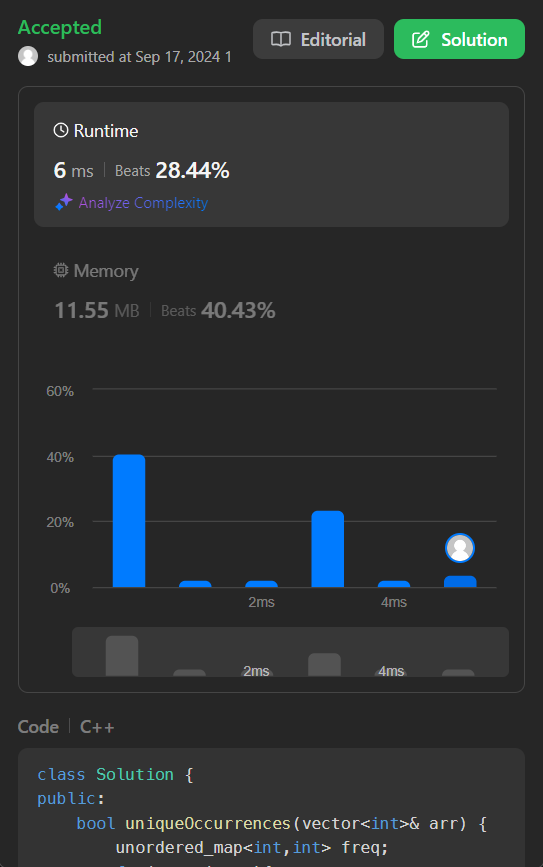 Accepted
submitted at Sep 17, 2024 1
Editorial
Solution
Runtime
6 ms
Beats 28.44%
Analyze Complexity
Memory
11.55 MB
Beats 40.43%
60%
40%
20%
0%
2ms
4ms
2ms
4ms
Code
C++
class Solution {
public:
    bool uniqueOccurrences(vector<int>& arr) {
        unordered_map<int,int> freq;